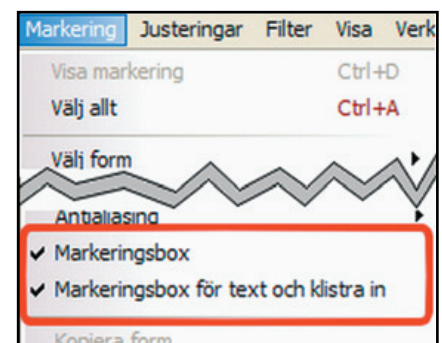 Markering Justeringar Filter Visa Verk
Visa markering Ctrl+D
Välj allt Ctrl+A
Välj form
Antialiasing
Markeringsbox
Markeringsbox för text och klistra in
Kopiera form